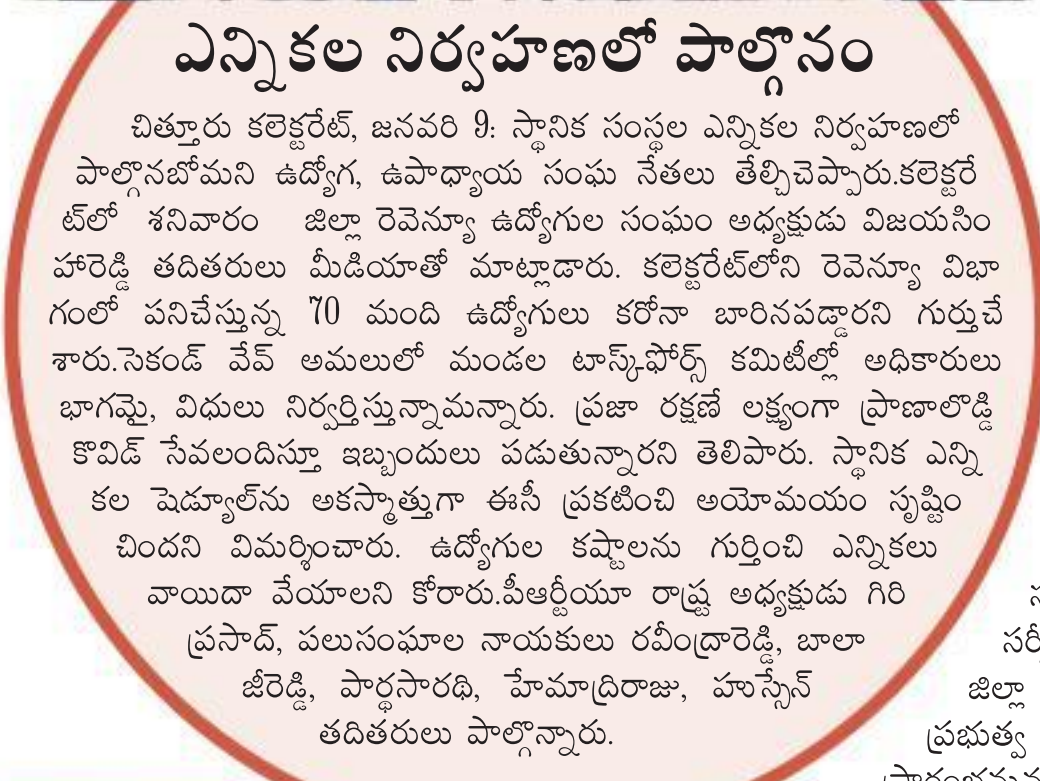 ఎన్నికల నిర్వహణలో పాల్గొనం
చిత్తూరు కలెక్టరేట్, జనవరి 9: స్థానిక సంస్థల ఎన్నికల నిర్వహణలో
పాల్గొనబోమని ఉద్యోగ, ఉపాధ్యాయ సంఘ నేతలు తేల్చిచెప్పారు.కలెక్టరే
ట్‌లో శనివారం జిల్లా రెవెన్యూ ఉద్యోగుల సంఘం అధ్యక్షుడు విజయసిం
హారెడ్డి తదితరులు మీడియాతో మాట్లాడారు. కలెక్టరేట్‌లోని రెవెన్యూ విభా
గంలో పనిచేస్తున్న 70 మంది ఉద్యోగులు కరోనా బారినపడ్డారని గుర్తుచే
శారు.సెకండ్ వేవ్ అమలులో మండల టాస్క్‌ఫోర్స్ కమిటీల్లో అధికారులు
భాగమై, విధులు నిర్వర్తిస్తున్నామన్నారు. ప్రజా రక్షణే లక్ష్యంగా ప్రాణాలొడ్డి
కొవిడ్ సేవలందిస్తూ ఇబ్బందులు పడుతున్నారని తెలిపారు. స్థానిక ఎన్ని
కల షెడ్యూల్‌ను అకస్మాత్తుగా ఈసీ ప్రకటించి అయోమయం సృష్టిం
చిందని విమర్శించారు. ఉద్యోగుల కష్టాలను గుర్తించి ఎన్నికలు
వాయిదా వేయాలని కోరారు.పీఆర్టీయూ రాష్ట్ర అధ్యక్షుడు గిరి
ప్రసాద్, పలుసంఘాల నాయకులు రవీంద్రారెడ్డి, బాలా
జీరెడ్డి, పార్థసారథి, హేమాద్రిరాజు, హుస్సేన్
తదితరులు పాల్గొన్నారు.
జిల్లా
ప్రభుత్వ